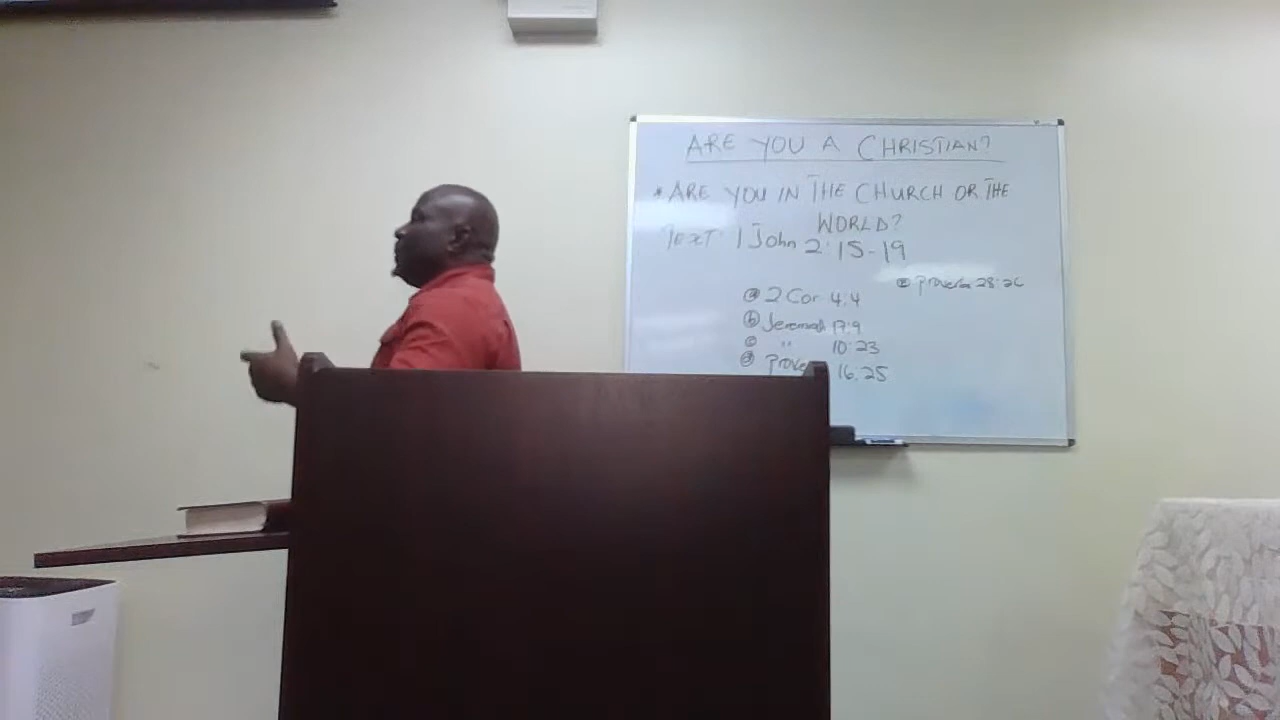 ARE YOU A CHRISTIAN?
* ARE YOU IN THE CHURCH OR THE
WORLD?
Text: 1 John 2:15-19
(a) 2 Cor 4:4
(b) Jeremiah 17:9
(c) " 10:23
(d) 16:25
(e) 28:26